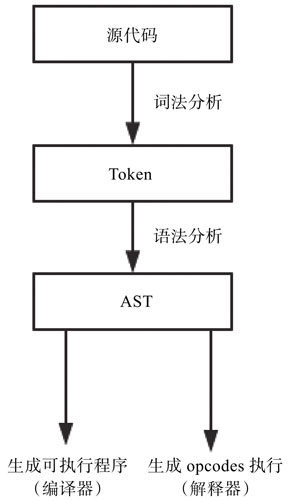 源代码
词法分析
Token
语法分析
AST
生成可执行程序
（编译器）
生成 opcodes 执行
（解释器）